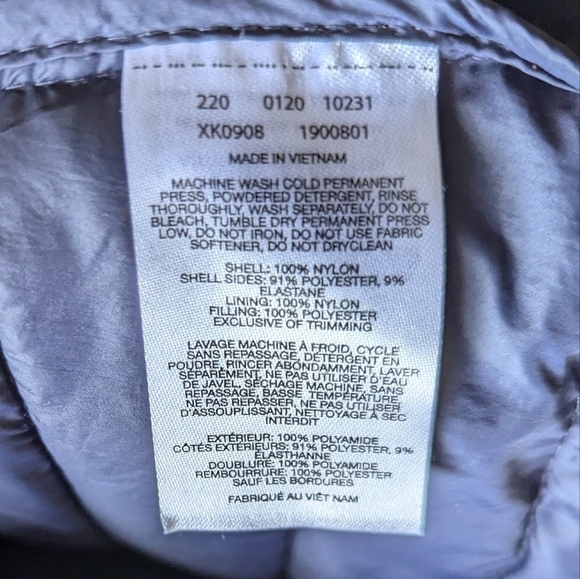 220 0120 10231
XK0908 1900801
MADE IN VIETNAM
MACHINE WASH COLD PERMANENT
PRESS, POWDERED DETERGENT, RINSE
THOROUGHLY, WASH SEPARATELY, DO NOT
BLEACH, TUMBLE DRY PERMANENT PRESS
LOW, DO NOT IRON, DO NOT USE FABRIC
SOFTENER, DO NOT DRYCLEAN
SHELL: 100% NYLON
SHELL SIDES: 91% POLYESTER, 9%
ELASTANE
LINING: 100% NYLON
FILLING: 100% POLYESTER
EXCLUSIVE OF TRIMMING
LAVAGE MACHINE À FROID, CYCLE
SANS REPASSAGE, DÉTERGENT EN
POUDRE, RINCER ABONDAMMENT, LAVER
SÉPARÉMENT, NE PAS UTILISER D'EAU
DE JAVEL, SÉCHAGE MACHINE, SANS
REPASSAGE, BASSE TEMPÉRATURE,
NE PAS REPASSER, NE PAS UTILISER
D'ASSOUPLISSANT, NETTOYAGE À SEC
INTERDIT
EXTÉRIEUR: 100% POLYAMIDE
CÔTÉS EXTÉRIEURS: 91% POLYESTER, 9%
ÉLASTHANNE
DOUBLURE: 100% POLYAMIDE
REMBOURRURE: 100% POLYESTER
SAUF LES BORDURES
FABRIQUÉ AU VIÊT NAM